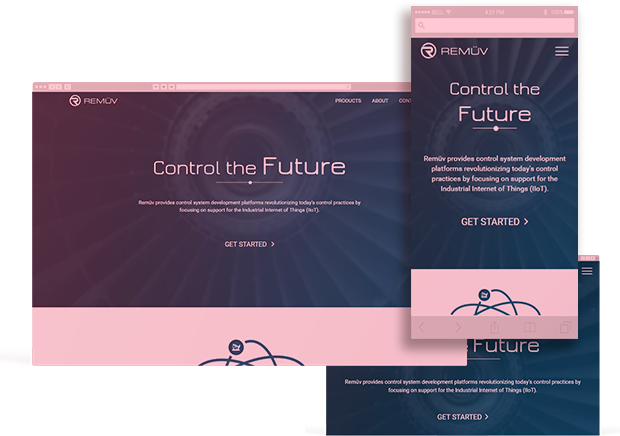 REMÜV
PRODUCTS ABOUT
Control the Future
Remüv provides control system development platforms revolutionizing today's control practices by
focusing on support for the Industrial Internet of Things (IIoT).
GET STARTED >
4:21 PM 100%
REMÜV
Control the
Future
Remüv provides control system development
platforms revolutionizing today's control
practices by focusing on support for the
Industrial Internet of Things (IIoT).
GET STARTED >
Future
Remüv provides control system development platforms revolutionizing today's control practices by
focusing on support for the Industrial Internet of Things (IIoT).
GET STARTED >